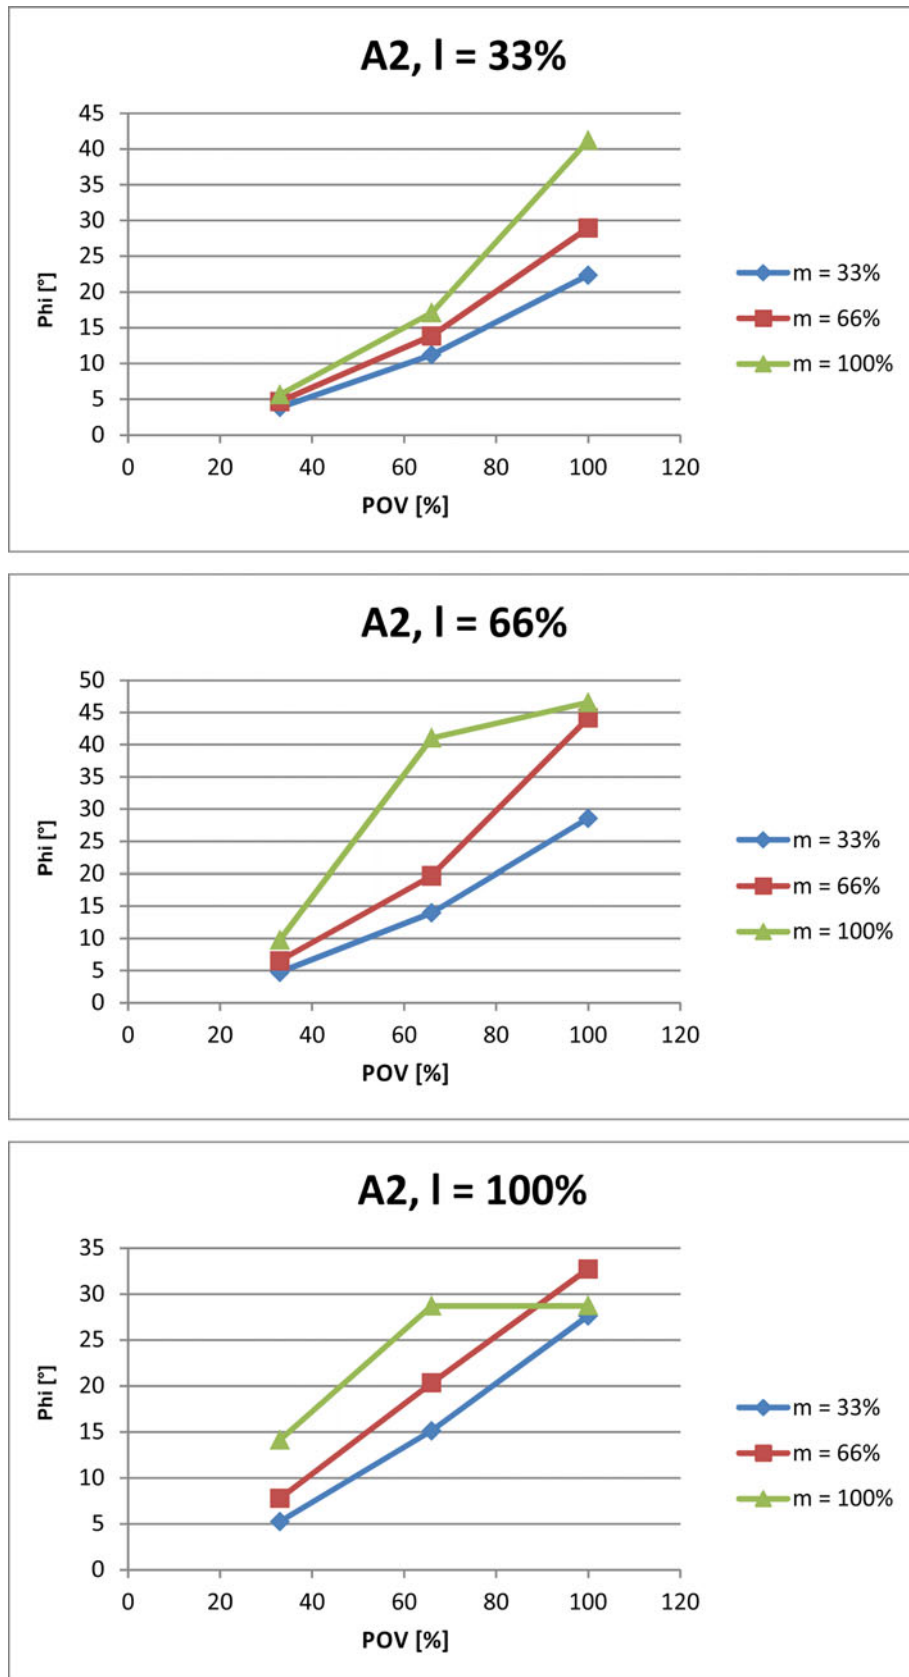 A2, l = 33%
45
40
35
30
25
20
15
10
5
0
Phi [°]
0 20 40 60 80 100 120
POV [%]
m = 33%
m = 66%
m = 100%
A2, l = 66%
50
45
40
35
30
25
20
15
10
5
0
Phi [°]
0 20 40 60 80 100 120
POV [%]
m = 33%
m = 66%
m = 100%
A2, l = 100%
35
30
25
20
15
10
5
0
Phi [°]
0 20 40 60 80 100 120
POV [%]
m = 33%
m = 66%
m = 100%